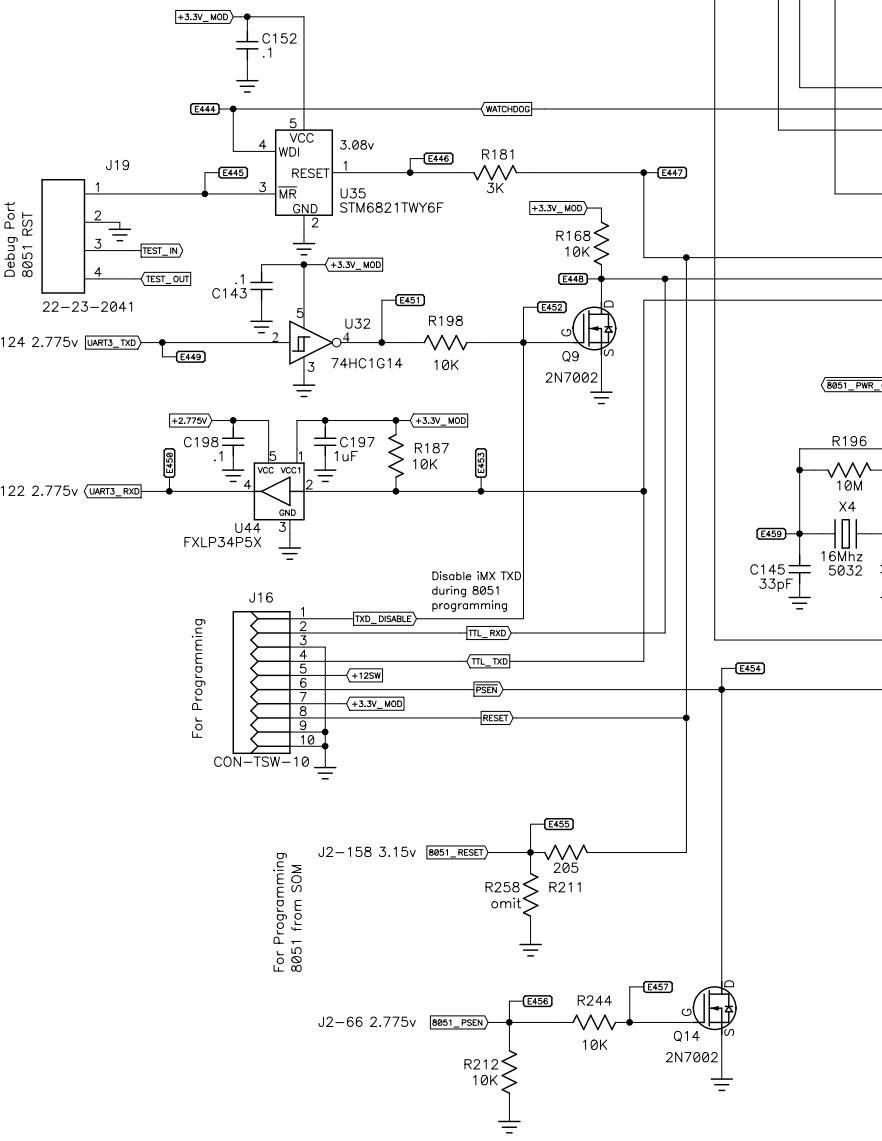 +3.3V_MOD
C152
.1
E444
WATCHDOG
5
VCC
4
WDI
3.08v
J19
E445
RESET
1
E446
R181
3K
E447
1
3
MR
U35
STM6821TWY6F
GND
2
Debug Port
8051 RST
2
3
TEST_IN
4
TEST_OUT
22-23-2041
+3.3V_MOD
R168
10K
E448
.1
C143
+3.3V_MOD
E451
E452
D
G
S
Q9
2N7002
5
U32
2
4
3
74HC1G14
R198
10K
124 2.775v
UART3_TXD
E449
8051_PWR_
+2.775V
C198
.1
C197
1uF
+3.3V_MOD
R187
10K
E450
E453
5
1
VCC
VCC1
122 2.775v
UART3_RXD
4
2
GND
3
U44
FXLP34P5X
R196
10M
X4
E459
16Mhz
5032
C145
33pF
Disable iMX TXD
during 8051
programming
J16
For Programming
1
TXD_DISABLE
2
TTL_RXD
3
4
TTL_TXD
5
+12SW
6
PSEN
7
+3.3V_MOD
8
RESET
9
10
CON-TSW-10
E454
For Programming
8051 from SOM
J2-158 3.15v
8051_RESET
E455
205
R211
R258
omit
J2-66 2.775v
8051_PSEN
E456
R244
10K
E457
R212
10K
D
G
S
Q14
2N7002